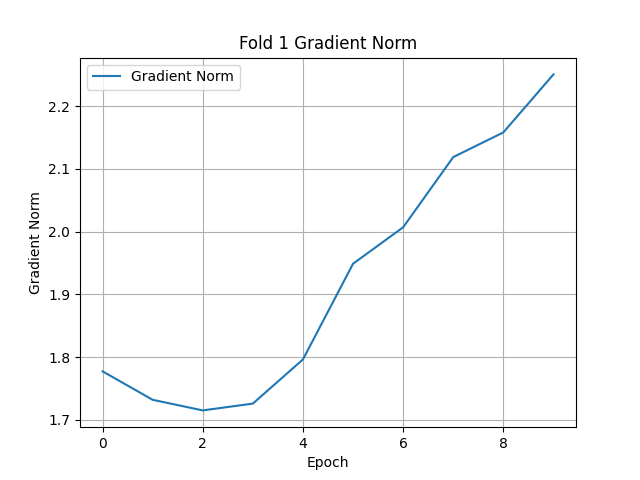 Fold 1 Gradient Norm
Gradient Norm
2.2
2.1
2.0
1.9
1.8
1.7
Gradient Norm
0 2 4 6 8
Epoch